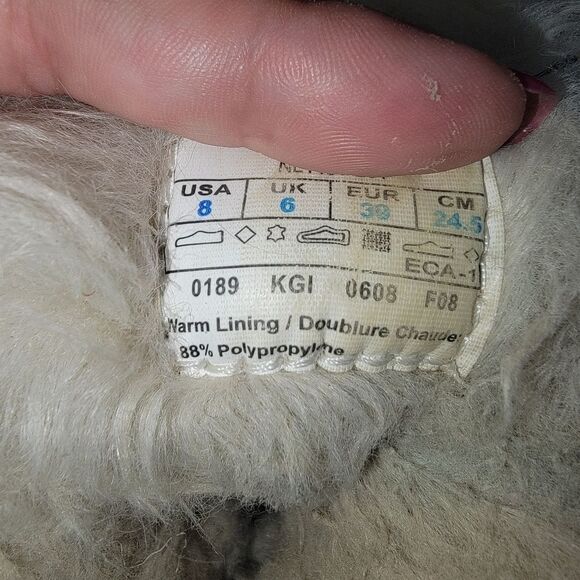 USA UK EUR CM
8 6 39 24.5
ECA-1
0189 KGI 0608 F08
Warm Lining / Doublure Chaude
88% Polypropylene